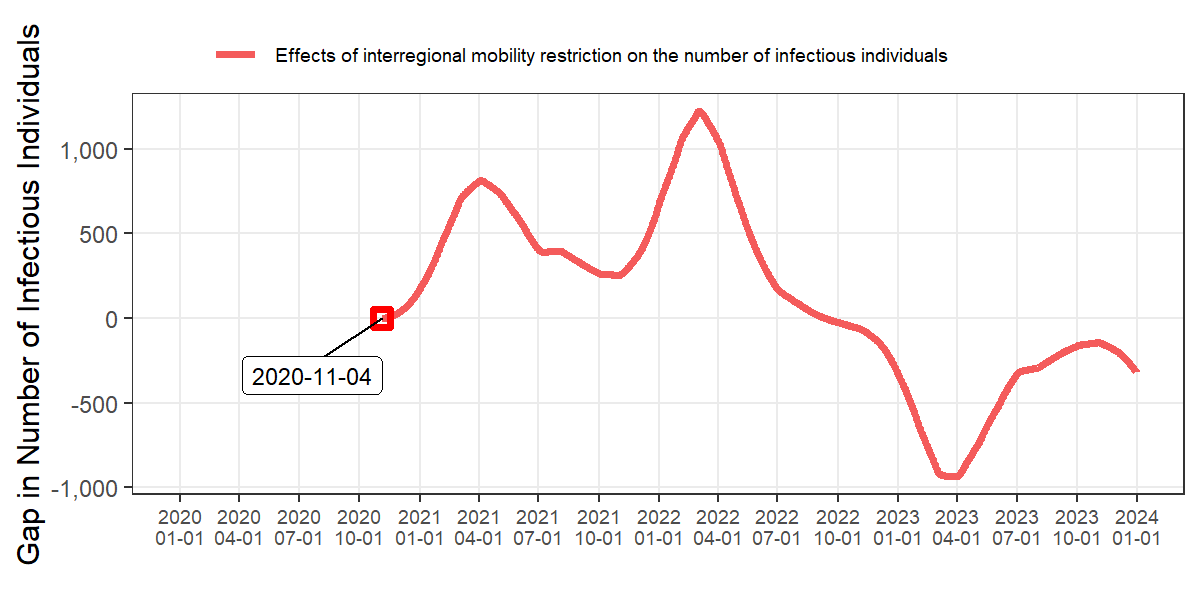 Gap in Number of Infectious Individuals
Effects of interregional mobility restriction on the number of infectious individuals
1,000
500
0
-500
-1,000
2020-11-04
2020 2020 2020 2020 2021 2021 2021 2021 2022 2022 2022 2022 2023 2023 2023 2023 2024
01-01 04-01 07-01 10-01 01-01 04-01 07-01 10-01 01-01 04-01 07-01 10-01 01-01 04-01 07-01 10-01 01-01